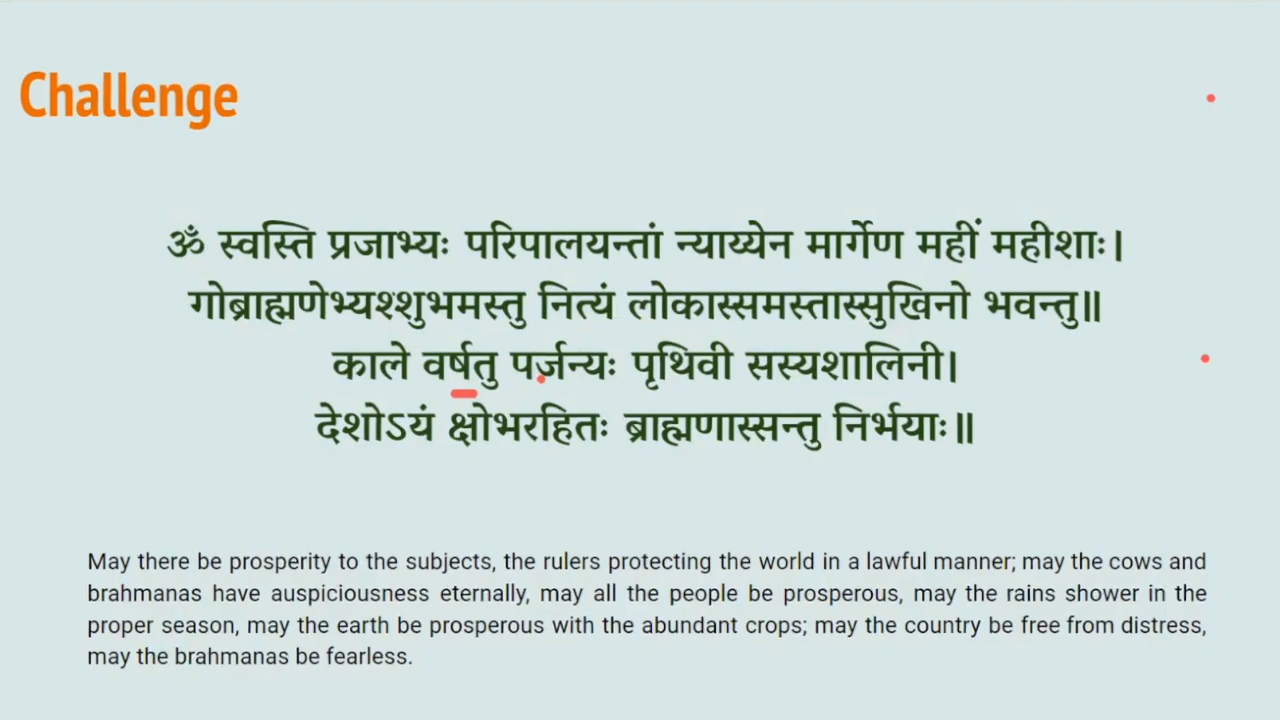 Challenge
ॐ स्वस्ति प्रजाभ्यः परिपालयन्तां न्याय्येन मार्गेण महीं महीशाः।
गोब्राह्मणेभ्यश्शुभमस्तु नित्यं लोकास्समस्तास्सुखिनो भवन्तु॥
काले वर्षतु पर्जन्यः पृथिवी सस्यशालिनी।
देशोऽयं क्षोभरहितः ब्राह्मणास्सन्तु निर्भयाः॥
May there be prosperity to the subjects, the rulers protecting the world in a lawful manner; may the cows and
brahmanas have auspiciousness eternally, may all the people be prosperous, may the rains shower in the
proper season, may the earth be prosperous with the abundant crops; may the country be free from distress,
may the brahmanas be fearless.